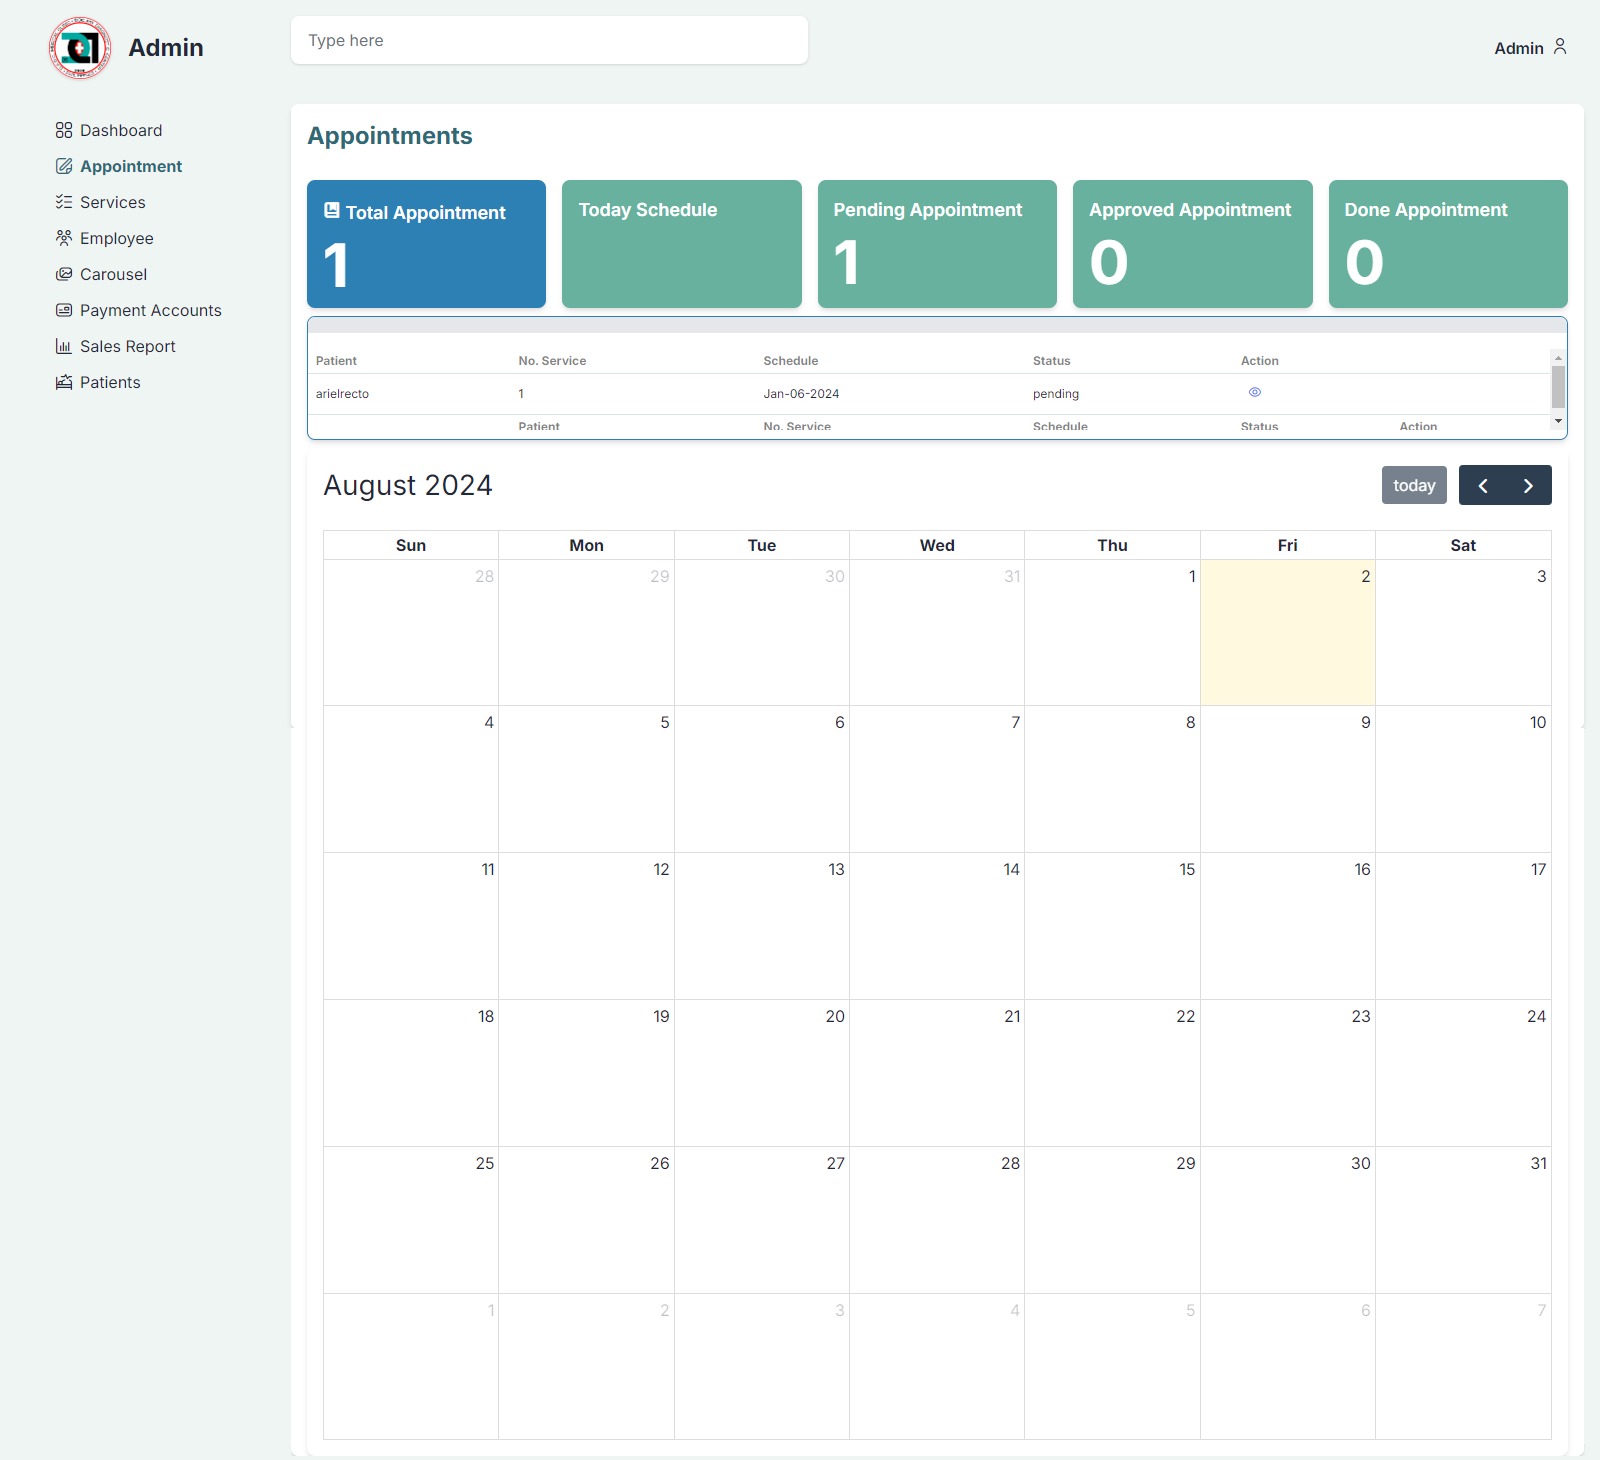 Admin
Type here
Admin
Dashboard
Appointment
Services
Employee
Carousel
Payment Accounts
Sales Report
Patients
Appointments
Total Appointment
1
Today Schedule
Pending Appointment
1
Approved Appointment
0
Done Appointment
0
Patient No. Service Schedule Status Action
arielrecto 1 Jan-06-2024 pending
Patient No. Service Schedule Status Action
August 2024
today
Sun Mon Tue Wed Thu Fri Sat
28 29 30 31 1 2 3
4 5 6 7 8 9 10
11 12 13 14 15 16 17
18 19 20 21 22 23 24
25 26 27 28 29 30 31
1 2 3 4 5 6 7